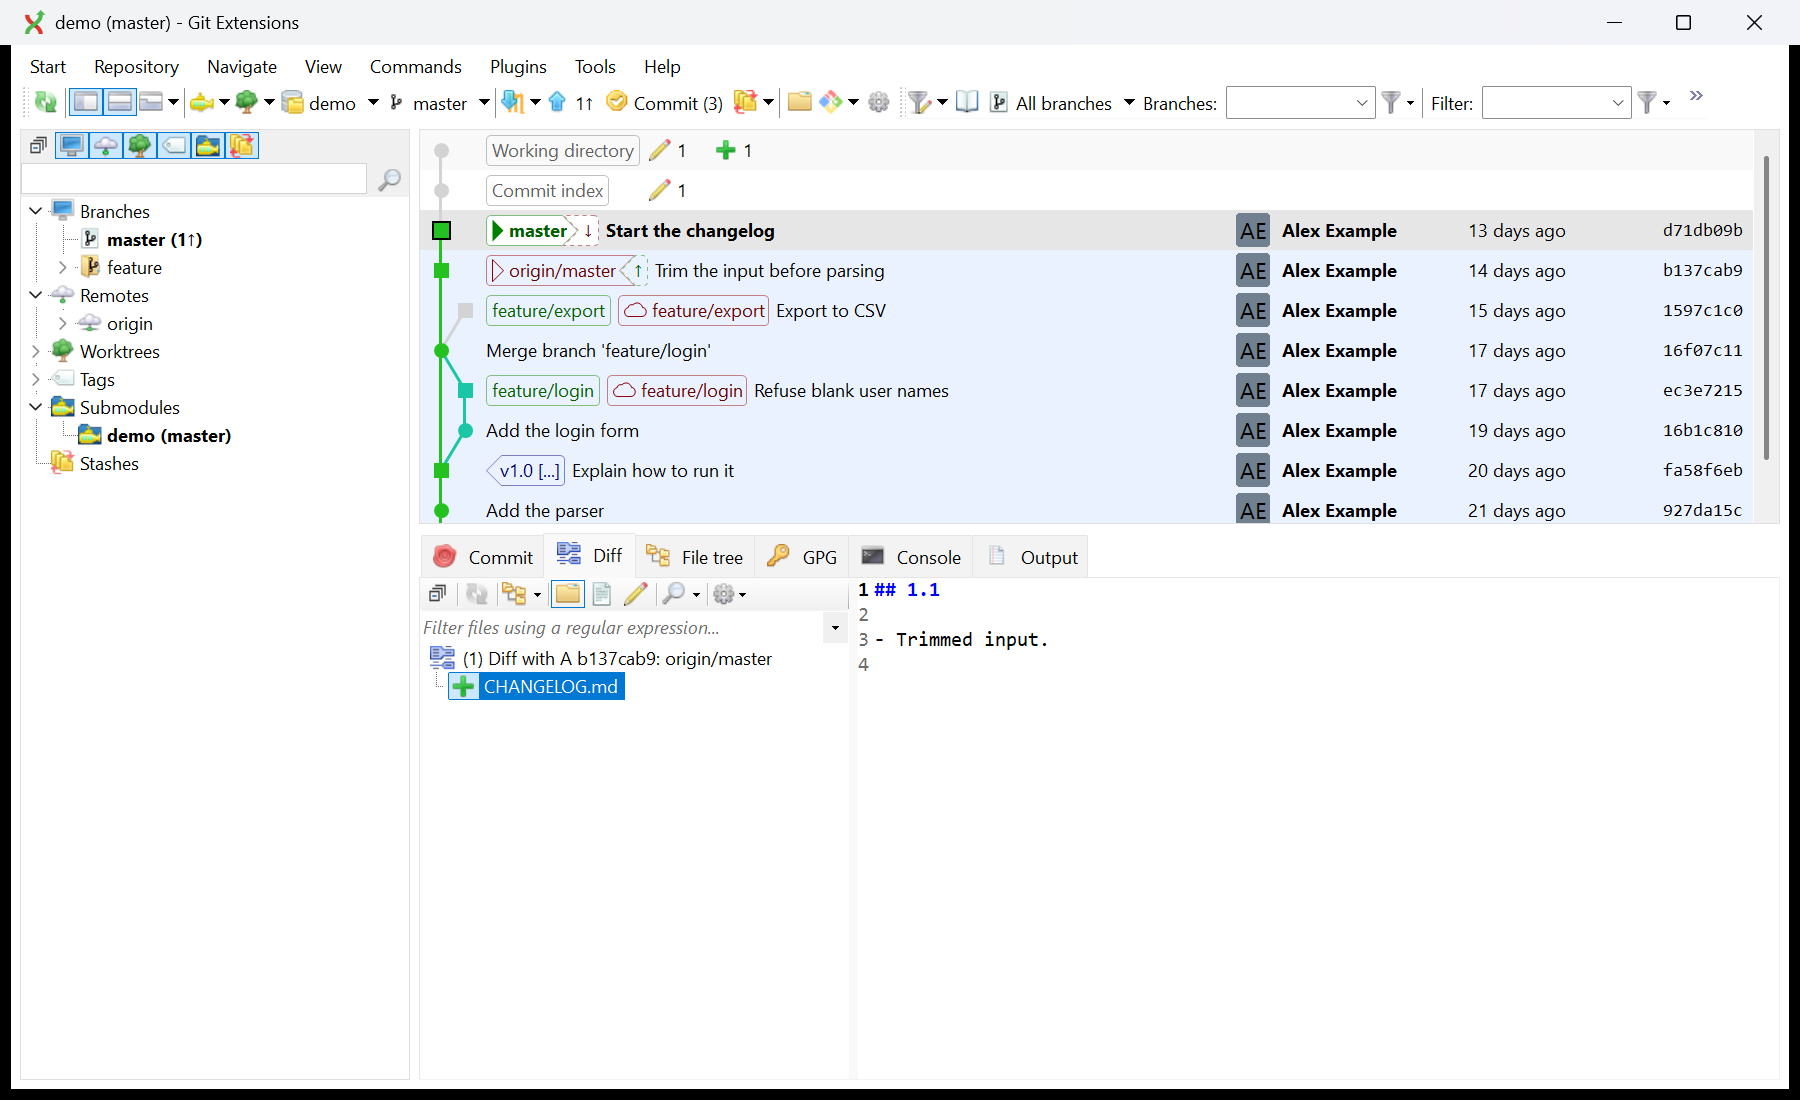 demo (master) - Git Extensions
Start Repository Navigate View Commands Plugins Tools Help
demo master 1↑ Commit (3) All branches Branches: Filter: »
Working directory 1 1
Commit index 1
master ↓ Start the changelog AE Alex Example 13 days ago d71db09b
origin/master ↑ Trim the input before parsing AE Alex Example 14 days ago b137cab9
feature/export feature/export Export to CSV AE Alex Example 15 days ago 1597c1c0
Merge branch 'feature/login' AE Alex Example 17 days ago 16f07c11
feature/login feature/login Refuse blank user names AE Alex Example 17 days ago ec3e7215
Add the login form AE Alex Example 19 days ago 16b1c810
v1.0 [...] Explain how to run it AE Alex Example 20 days ago fa58f6eb
Add the parser AE Alex Example 21 days ago 927da15c
Branches
master (1↑)
feature
Remotes
origin
Worktrees
Tags
Submodules
demo (master)
Stashes
Commit Diff File tree GPG Console Output
Filter files using a regular expression...
(1) Diff with A b137cab9: origin/master
CHANGELOG.md
1 ## 1.1
2
3 - Trimmed input.
4